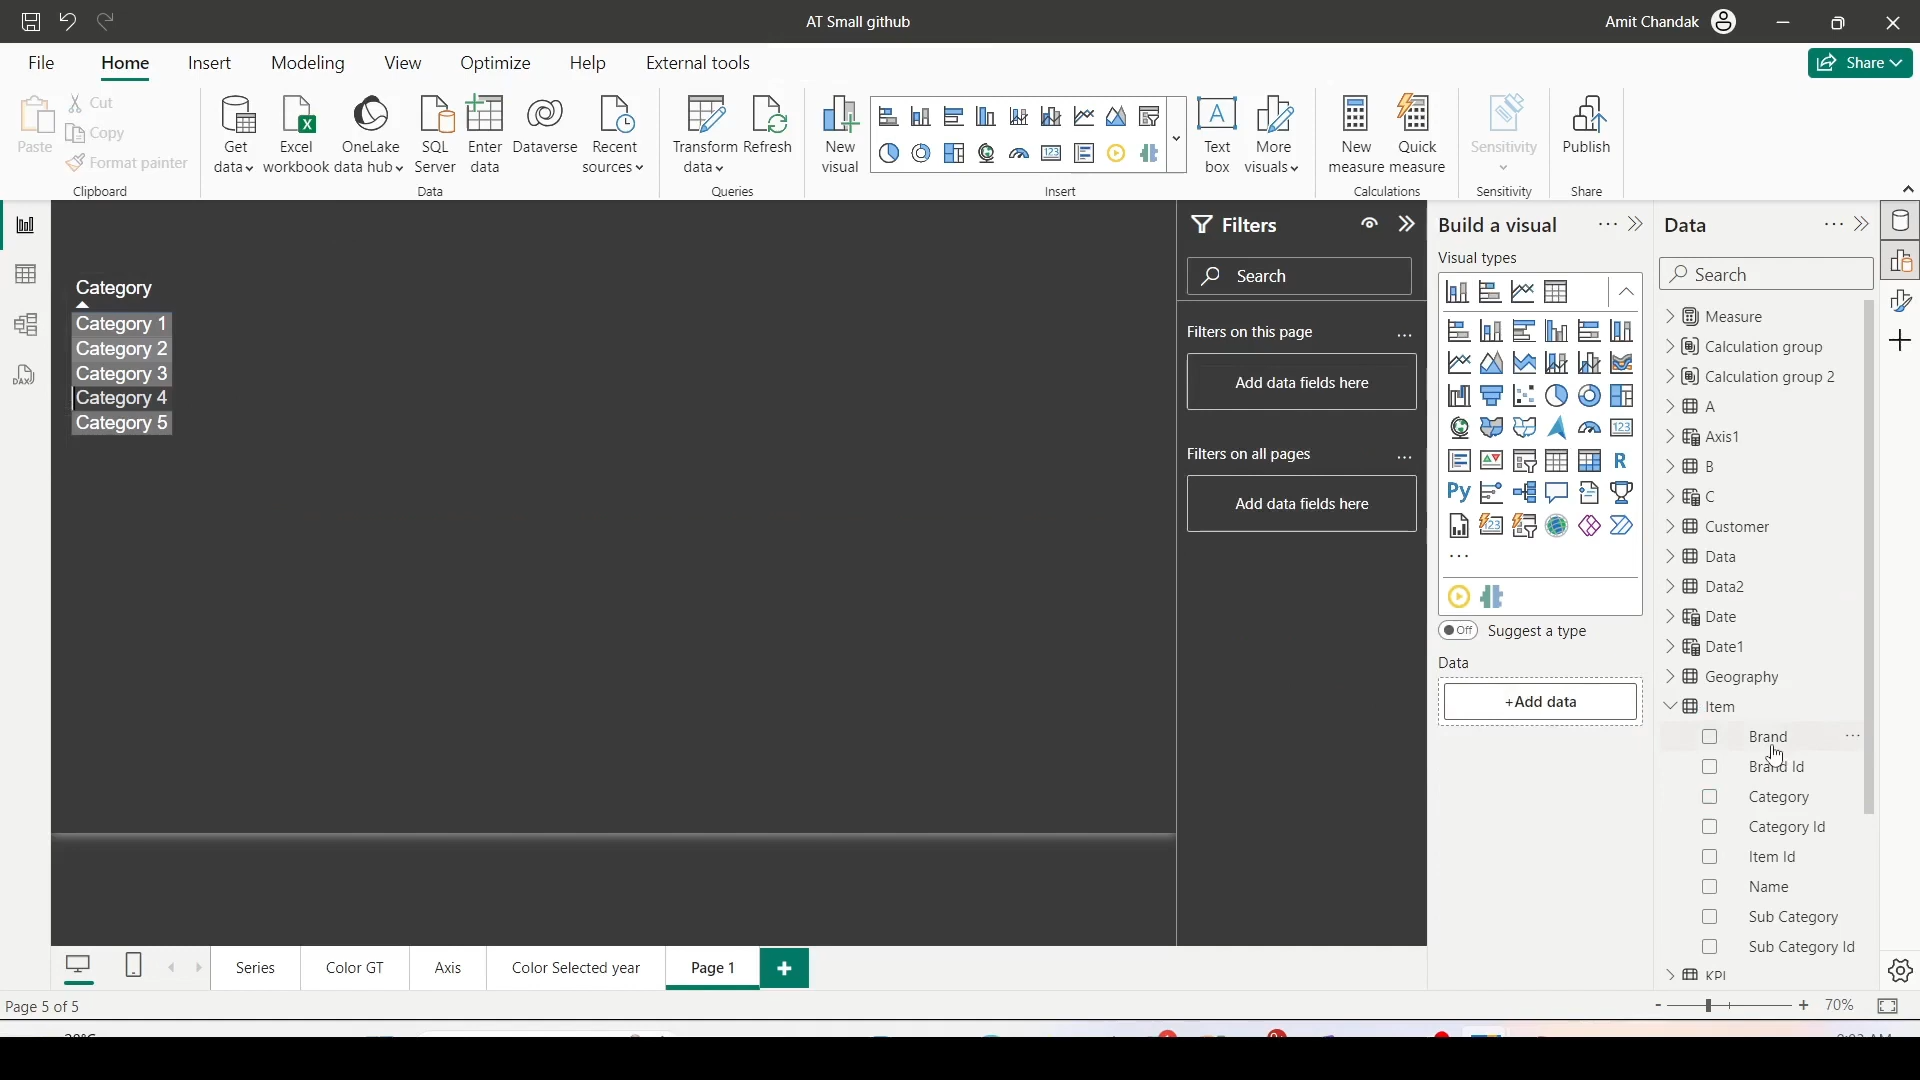 AT Small github
Amit Chandak
File Home Insert Modeling View Optimize Help External tools
Share
Paste
Cut
Copy
Format painter
Clipboard
Get data
Excel workbook
OneLake data hub
SQL Server
Enter data
Dataverse
Recent sources
Data
Transform data
Refresh
Queries
New visual
Insert
Text box
More visuals
New measure
Quick measure
Calculations
Sensitivity
Sensitivity
Publish
Share
Category
Category 1
Category 2
Category 3
Category 4
Category 5
Filters
Search
Filters on this page
Add data fields here
Filters on all pages
Add data fields here
Build a visual
Visual types
123
R
Py
123
Off Suggest a type
Data
+Add data
Data
Search
Measure
Calculation group
Calculation group 2
A
Axis1
B
C
Customer
Data
Data2
Date
Date1
Geography
Item
Brand
Brand Id
Category
Category Id
Item Id
Name
Sub Category
Sub Category Id
KPI
DAX
Series Color GT Axis Color Selected year Page 1
Page 5 of 5
70%